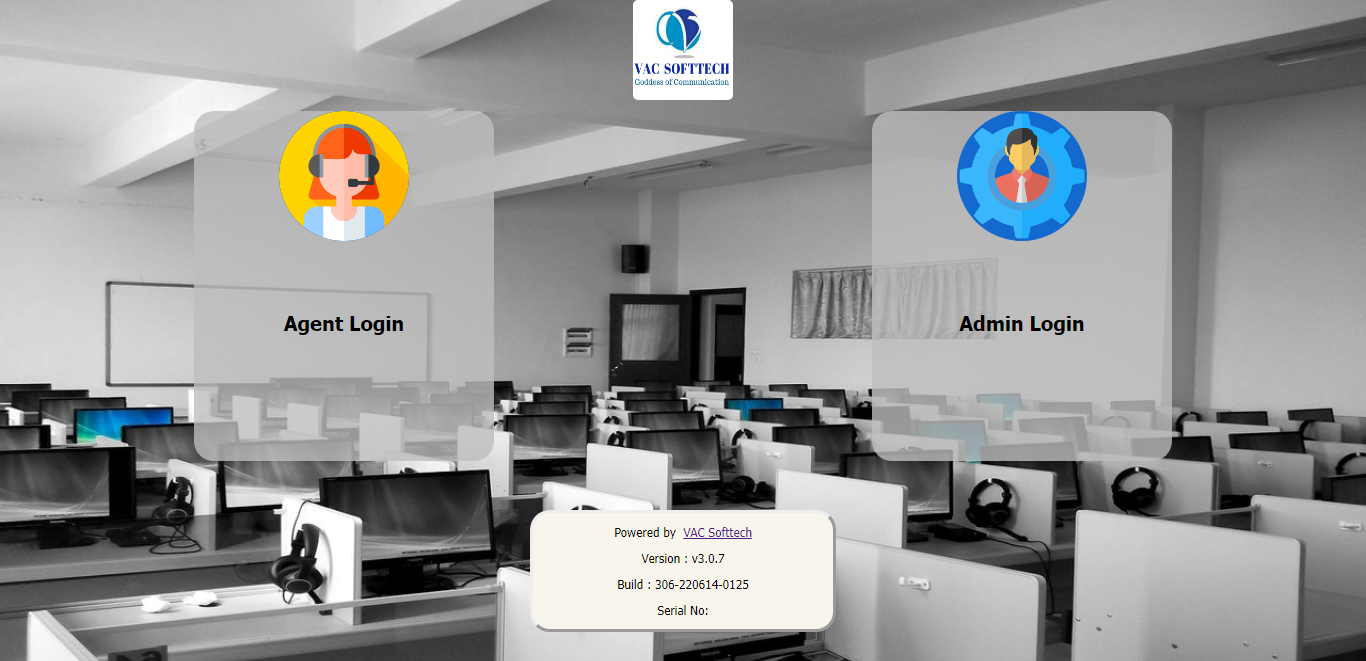 VAC SOFTTECH
Goddess of Communication
Agent Login
Admin Login
Powered by VAC Softtech
Version : v3.0.7
Build : 306-220614-0125
Serial No: